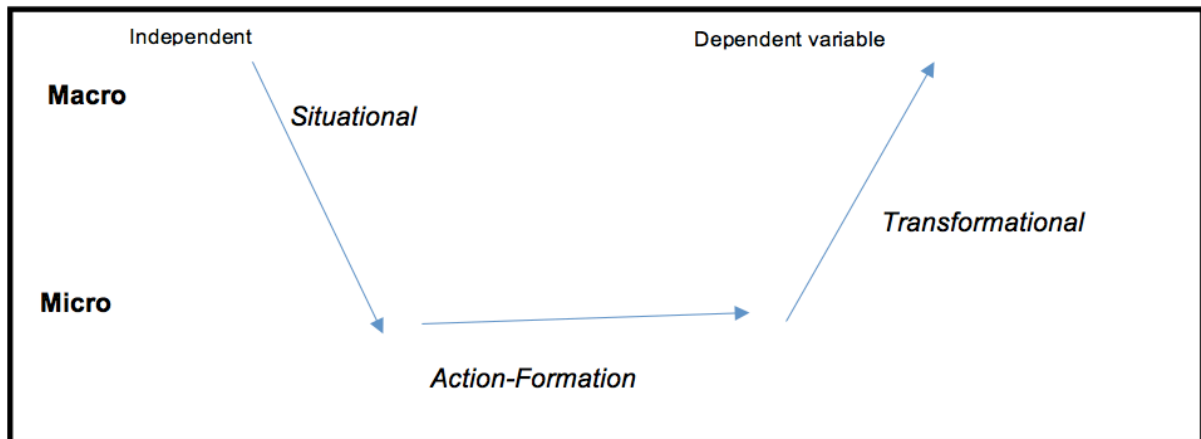 Independent
Dependent variable
Macro
Situational
Transformational
Micro
Action-Formation